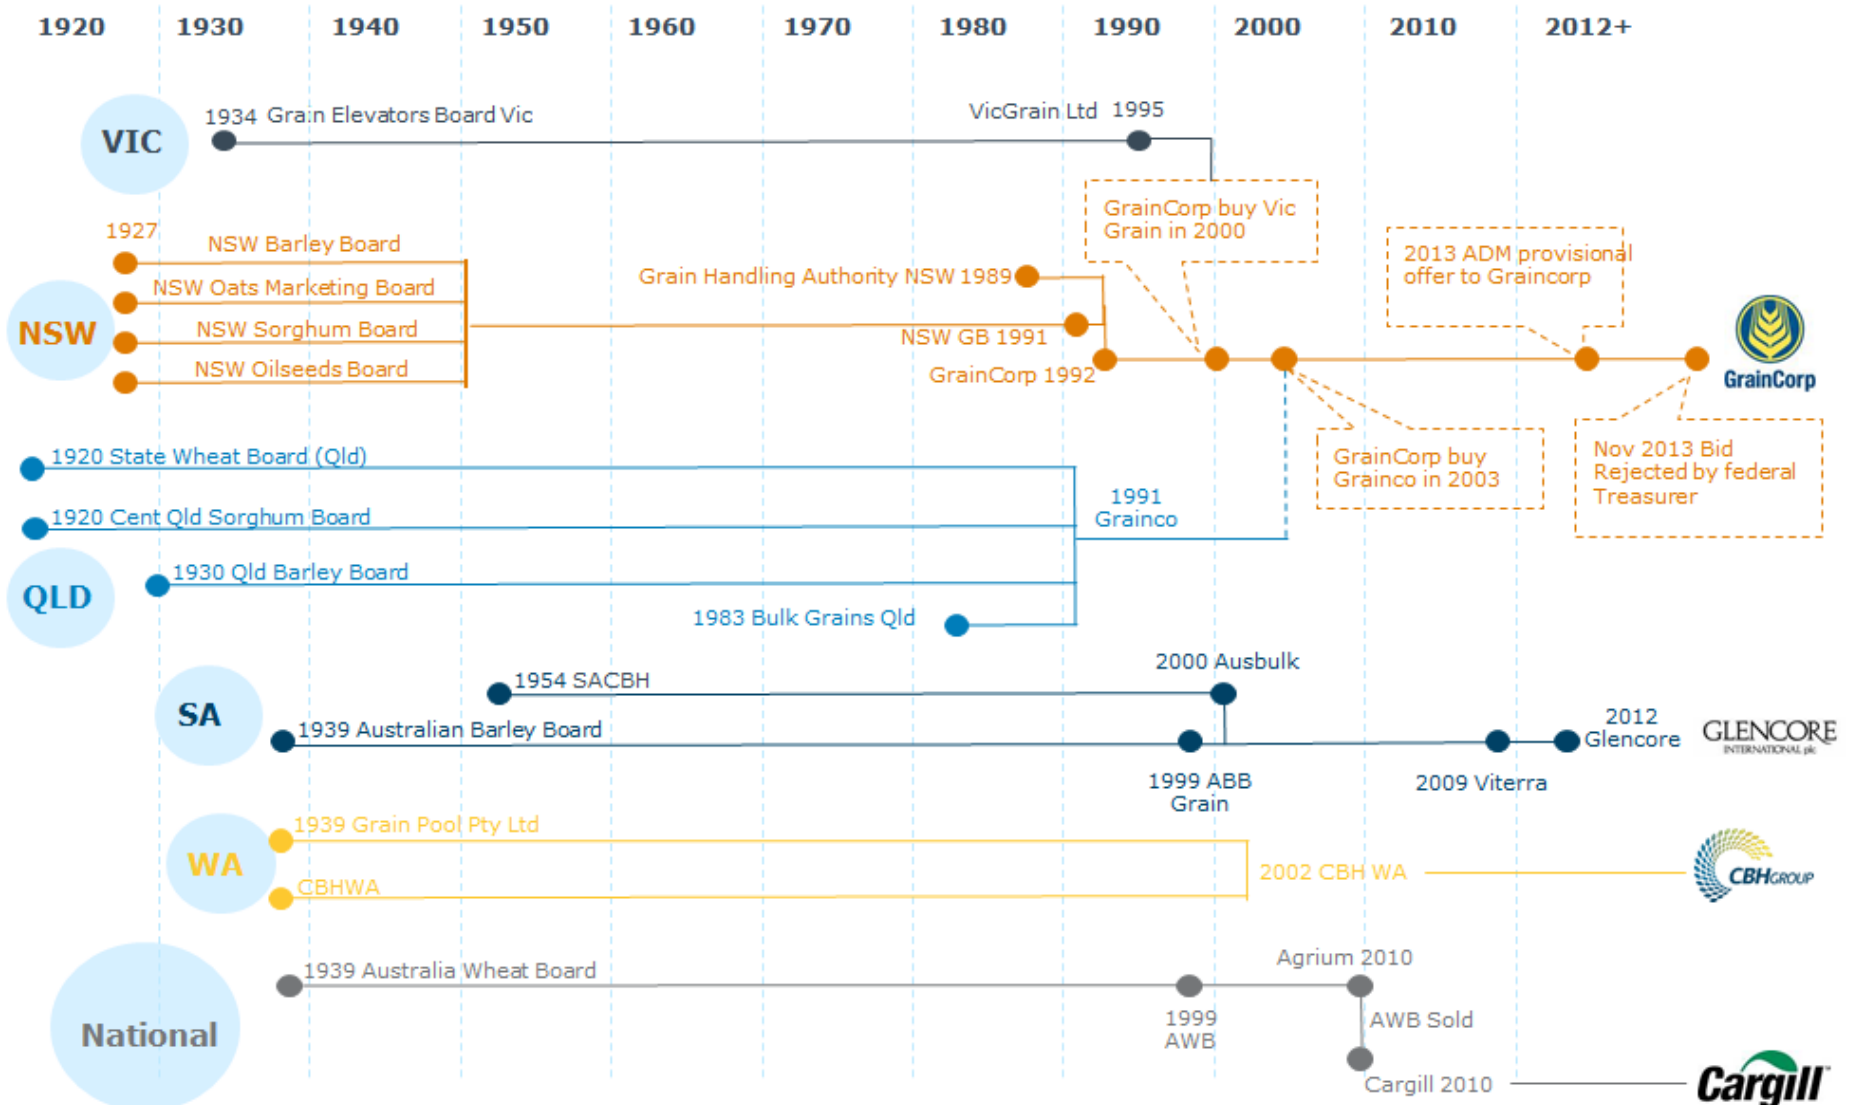 1920 1930 1940 1950 1960 1970 1980 1990 2000 2010 2012+
VIC
1934 Grain Elevators Board Vic
VicGrain Ltd 1995
NSW
1927
NSW Barley Board
NSW Oats Marketing Board
NSW Sorghum Board
NSW Oilseeds Board
Grain Handling Authority NSW 1989
NSW GB 1991
GrainCorp 1992
GrainCorp buy Vic
Grain in 2000
2013 ADM provisional
offer to Graincorp
GrainCorp
GrainCorp buy
Grainco in 2003
Nov 2013 Bid
Rejected by federal
Treasurer
QLD
1920 State Wheat Board (Qld)
1920 Cent Qld Sorghum Board
1930 Qld Barley Board
1983 Bulk Grains Qld
1991
Grainco
SA
1954 SACBH
2000 Ausbulk
1939 Australian Barley Board
1999 ABB
Grain
2009 Viterra
2012
Glencore
GLENCORE
INTERNATIONAL plc
WA
1939 Grain Pool Pty Ltd
CBHWA
2002 CBH WA
CBHGROUP
National
1939 Australia Wheat Board
1999
AWB
Agrium 2010
AWB Sold
Cargill 2010
Cargill